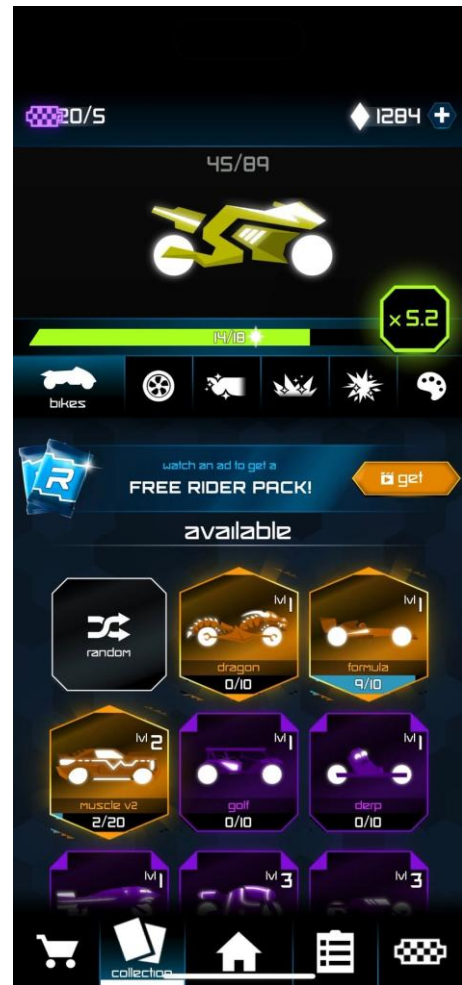 20/5
1284 +
45/89
x 5.2
14/18
bikes
R
watch an ad to get a
FREE RIDER PACK!
get
available
random
lvl 1
dragon
0/10
lvl 1
formula
9/10
lvl 2
muscle v2
2/20
lvl 1
golf
0/10
lvl 1
derp
0/10
lvl 1
lvl 3
lvl 3
collection